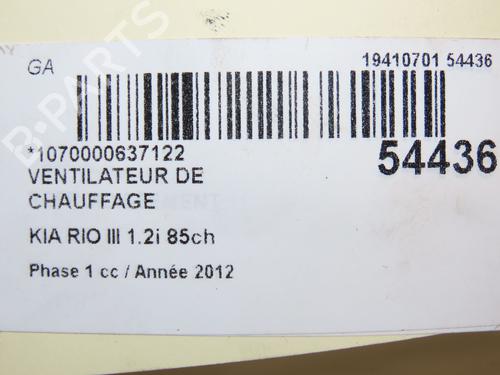 GA
19410701 54436
*1070000637122
54436
VENTILATEUR DE
CHAUFFAGE
KIA RIO III 1.2i 85ch
Phase 1 cc / Année 2012
B-PARTS